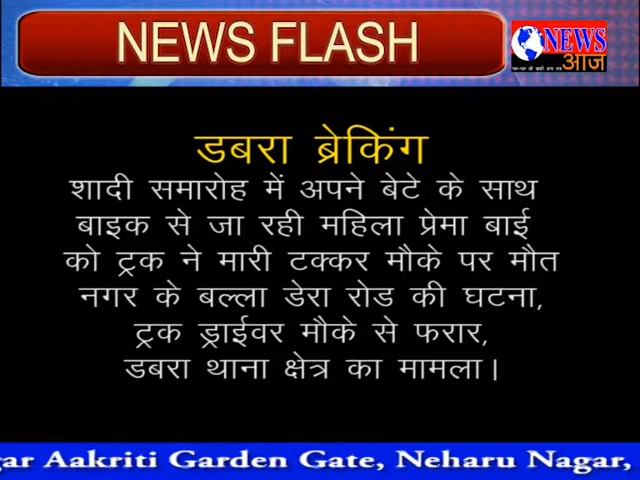 NEWS FLASH
NEWS
आज
डबरा ब्रेकिंग
शादी समारोह में अपने बेटे के साथ
बाइक से जा रही महिला प्रेमा बाई
को ट्रक ने मारी टक्कर मौके पर मौत
नगर के बल्ला डेरा रोड की घटना,
ट्रक ड्राईवर मौके से फरार,
डबरा थाना क्षेत्र का मामला।
gar Aakriti Garden Gate, Neharu Nagar,